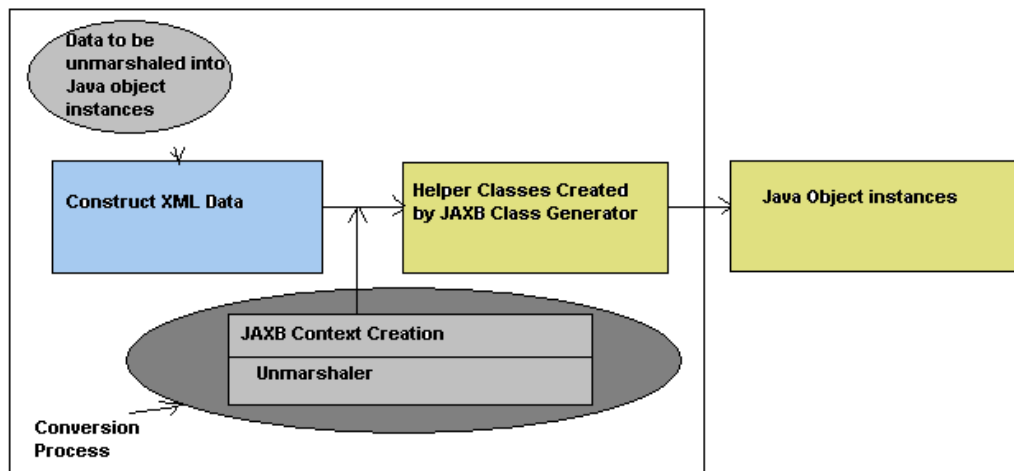 Data to be
unmarshaled into
Java object
instances
Construct XML Data
Helper Classes Created
by JAXB Class Generator
Java Object instances
JAXB Context Creation
Unmarshaler
Conversion
Process